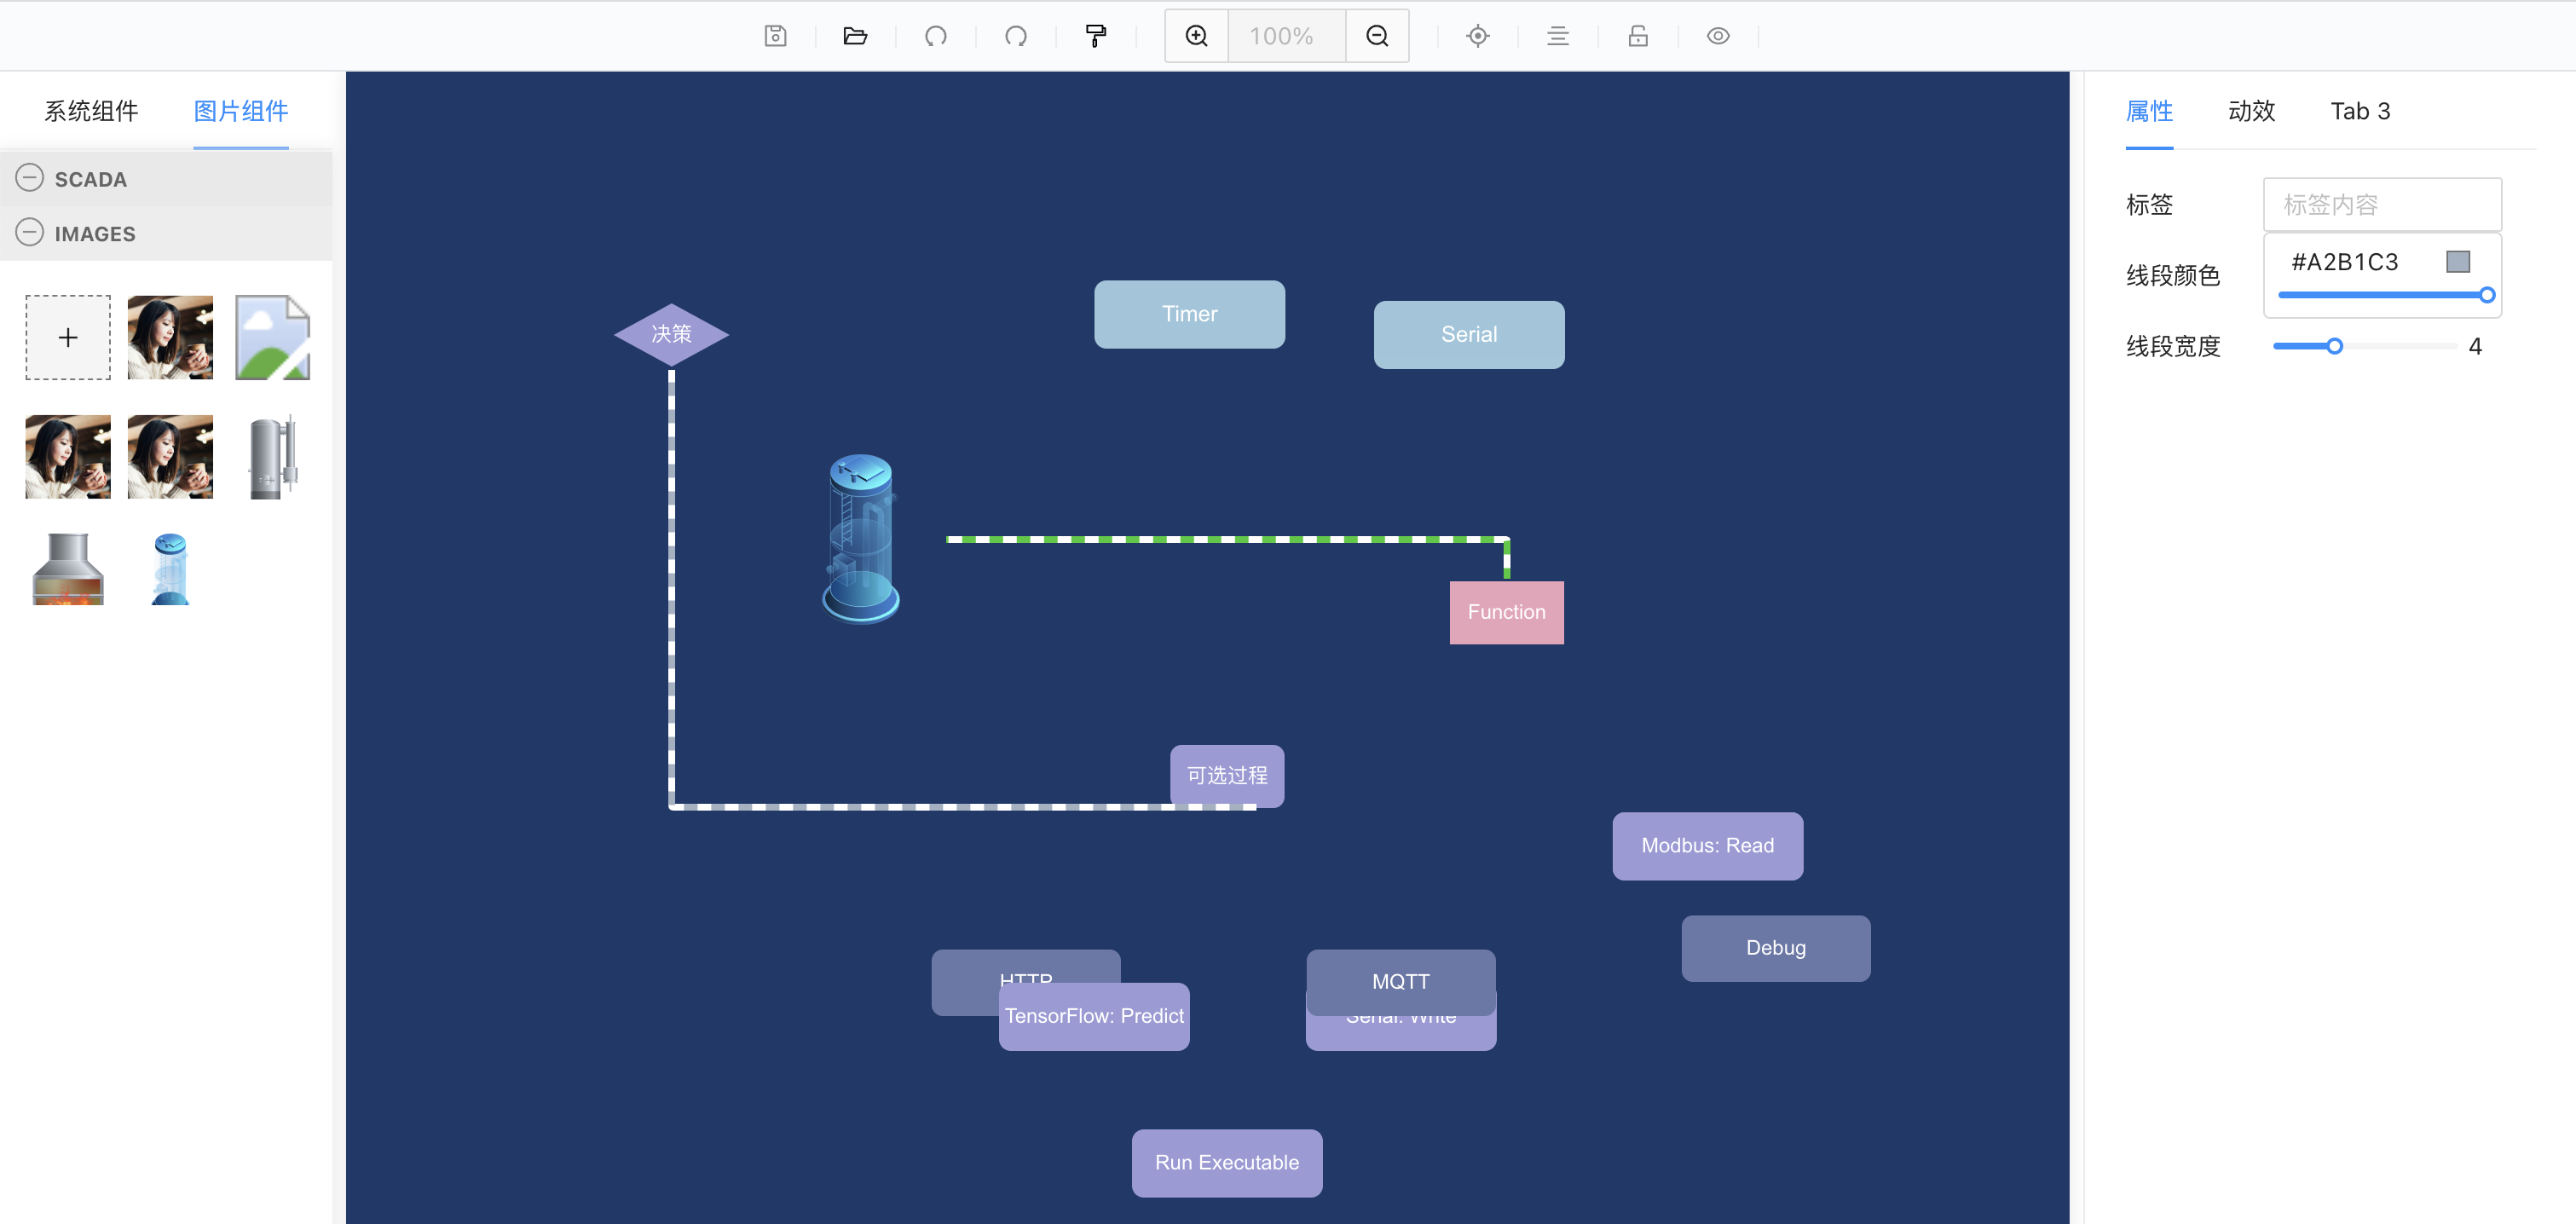 100%
系统组件
图片组件
SCADA
IMAGES
Timer
Serial
决策
Function
可选过程
Modbus: Read
Debug
HTTP
TensorFlow: Predict
MQTT
Serial: Write
Run Executable
属性
动效
Tab 3
标签
标签内容
线段颜色
#A2B1C3
线段宽度
4